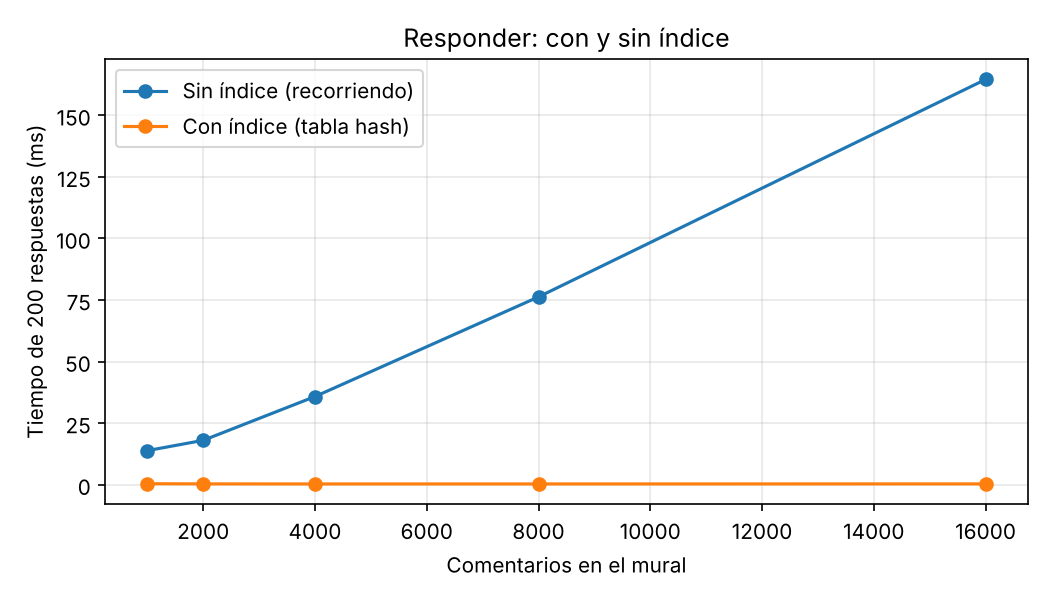 Responder: con y sin índice
Sin índice (recorriendo)
Con índice (tabla hash)
Tiempo de 200 respuestas (ms)
150
125
100
75
50
25
0
2000 4000 6000 8000 10000 12000 14000 16000
Comentarios en el mural